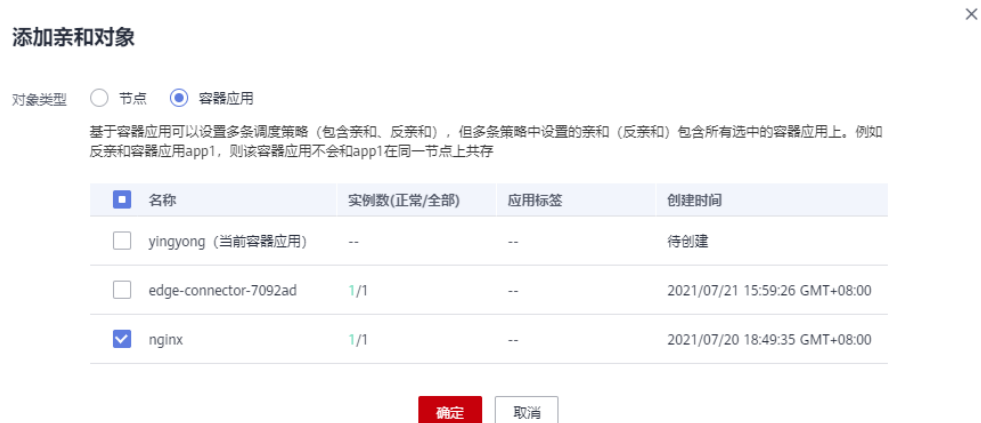 添加亲和对象
对象类型 节点 容器应用
基于容器应用可以设置多条调度策略（包含亲和、反亲和），但多条策略中设置的亲和（反亲和）包含所有选中的容器应用上。例如
反亲和容器应用app1，则该容器应用不会和app1在同一节点上共存
名称 实例数(正常/全部) 应用标签 创建时间
yingyong（当前容器应用） -- -- 待创建
edge-connector-7092ad 1/1 -- 2021/07/21 15:59:26 GMT+08:00
nginx 1/1 -- 2021/07/20 18:49:35 GMT+08:00
确定 取消